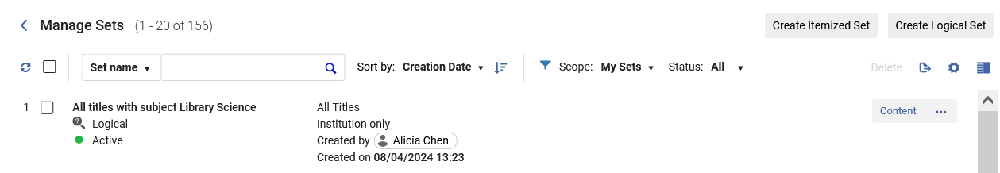 Manage Sets (1 - 20 of 156) Create Itemized Set Create Logical Set
Set name Sort by: Creation Date Scope: My Sets Status: All Delete
1 All titles with subject Library Science All Titles Content
Logical Institution only
Active Created by Alicia Chen
Created on 08/04/2024 13:23